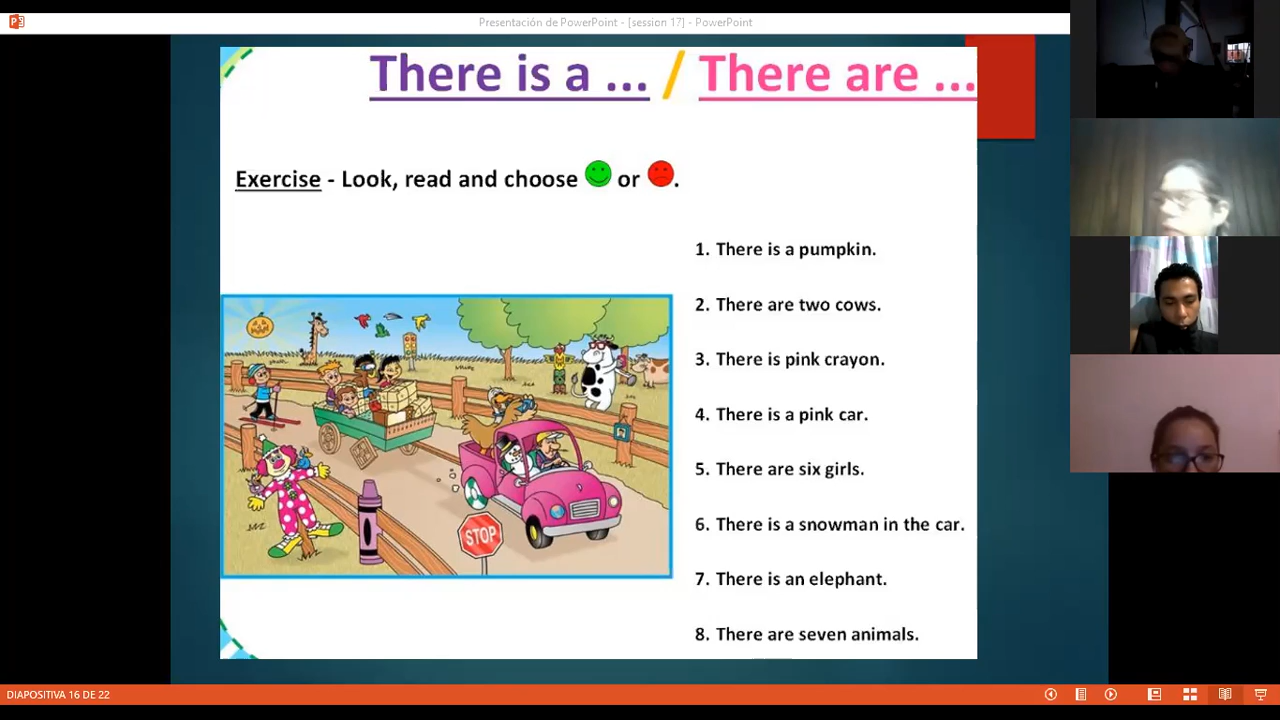 Presentación de PowerPoint - [session 17] - PowerPoint
There is a ... / There are ...
Exercise - Look, read and choose or .
1. There is a pumpkin.
2. There are two cows.
3. There is pink crayon.
4. There is a pink car.
5. There are six girls.
6. There is a snowman in the car.
7. There is an elephant.
8. There are seven animals.
STOP
DIAPOSITIVA 16 DE 22